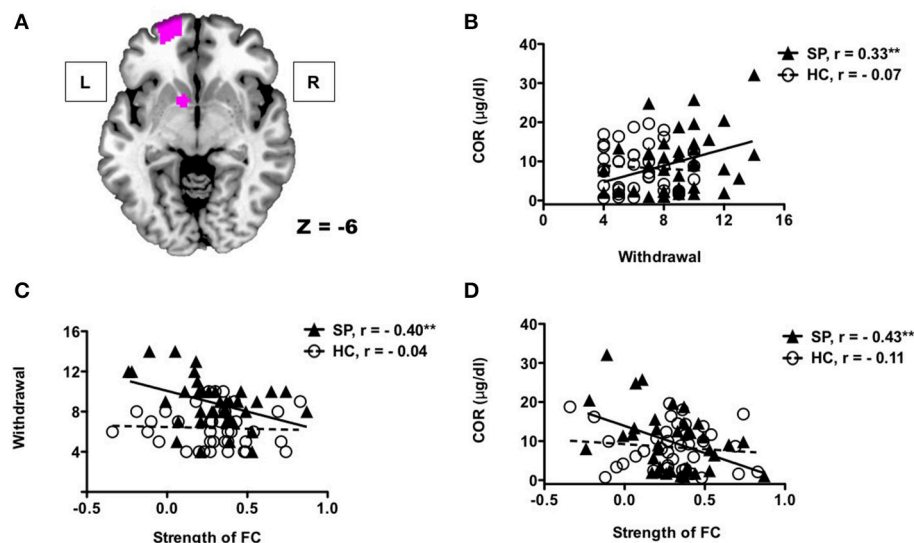 A
L
R
Z = -6
B
SP, r = 0.33**
HC, r = - 0.07
COR (µg/dl)
40
30
20
10
0
0 4 8 12 16
Withdrawal
C
SP, r = - 0.40**
HC, r = - 0.04
Withdrawal
16
12
8
4
-0.5 0.0 0.5 1.0
Strength of FC
D
SP, r = - 0.43**
HC, r = - 0.11
COR (µg/dl)
40
30
20
10
0
-0.5 0.0 0.5 1.0
Strength of FC